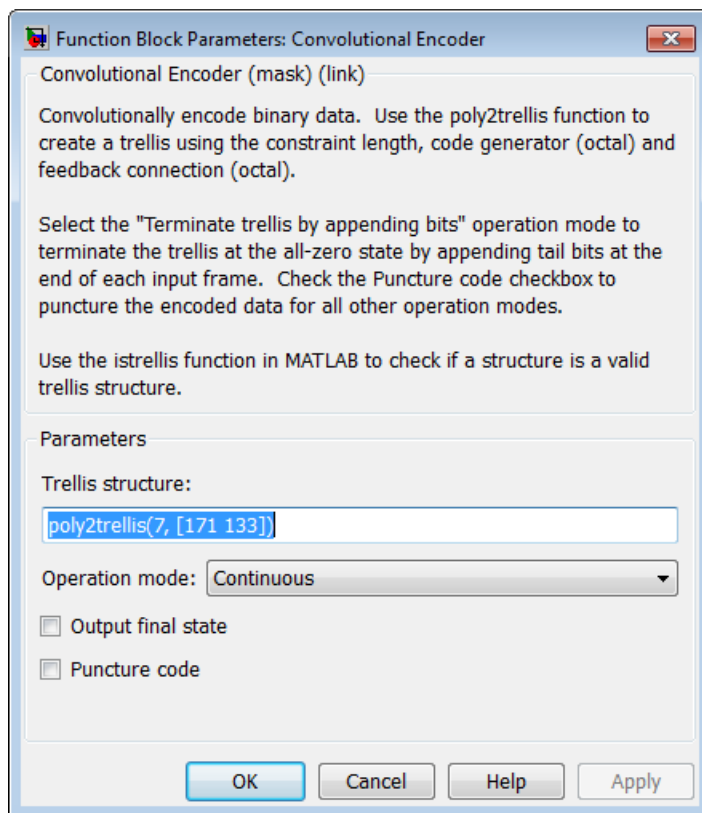 Function Block Parameters: Convolutional Encoder
Convolutional Encoder (mask) (link)
Convolutionally encode binary data.  Use the poly2trellis function to
create a trellis using the constraint length, code generator (octal) and
feedback connection (octal).
Select the "Terminate trellis by appending bits" operation mode to
terminate the trellis at the all-zero state by appending tail bits at the
end of each input frame.  Check the Puncture code checkbox to
puncture the encoded data for all other operation modes.
Use the istrellis function in MATLAB to check if a structure is a valid
trellis structure.
Parameters
Trellis structure:
poly2trellis(7, [171 133])
Operation mode: Continuous
Output final state
Puncture code
OK Cancel Help Apply